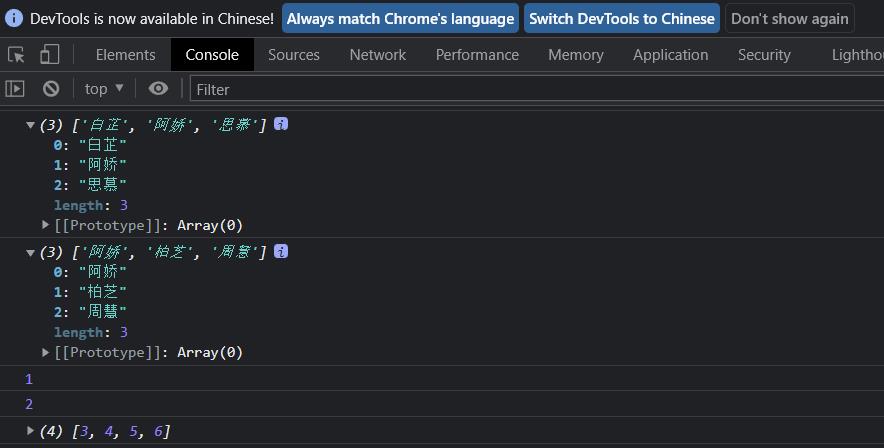 DevTools is now available in Chinese! Always match Chrome's language Switch DevTools to Chinese Don't show again
Elements Console Sources Network Performance Memory Application Security Lightho
top Filter
(3) ['白芷', '阿娇', '思慕']
0: "白芷"
1: "阿娇"
2: "思慕"
length: 3
[[Prototype]]: Array(0)
(3) ['阿娇', '柏芝', '周慧']
0: "阿娇"
1: "柏芝"
2: "周慧"
length: 3
[[Prototype]]: Array(0)
1
2
(4) [3, 4, 5, 6]